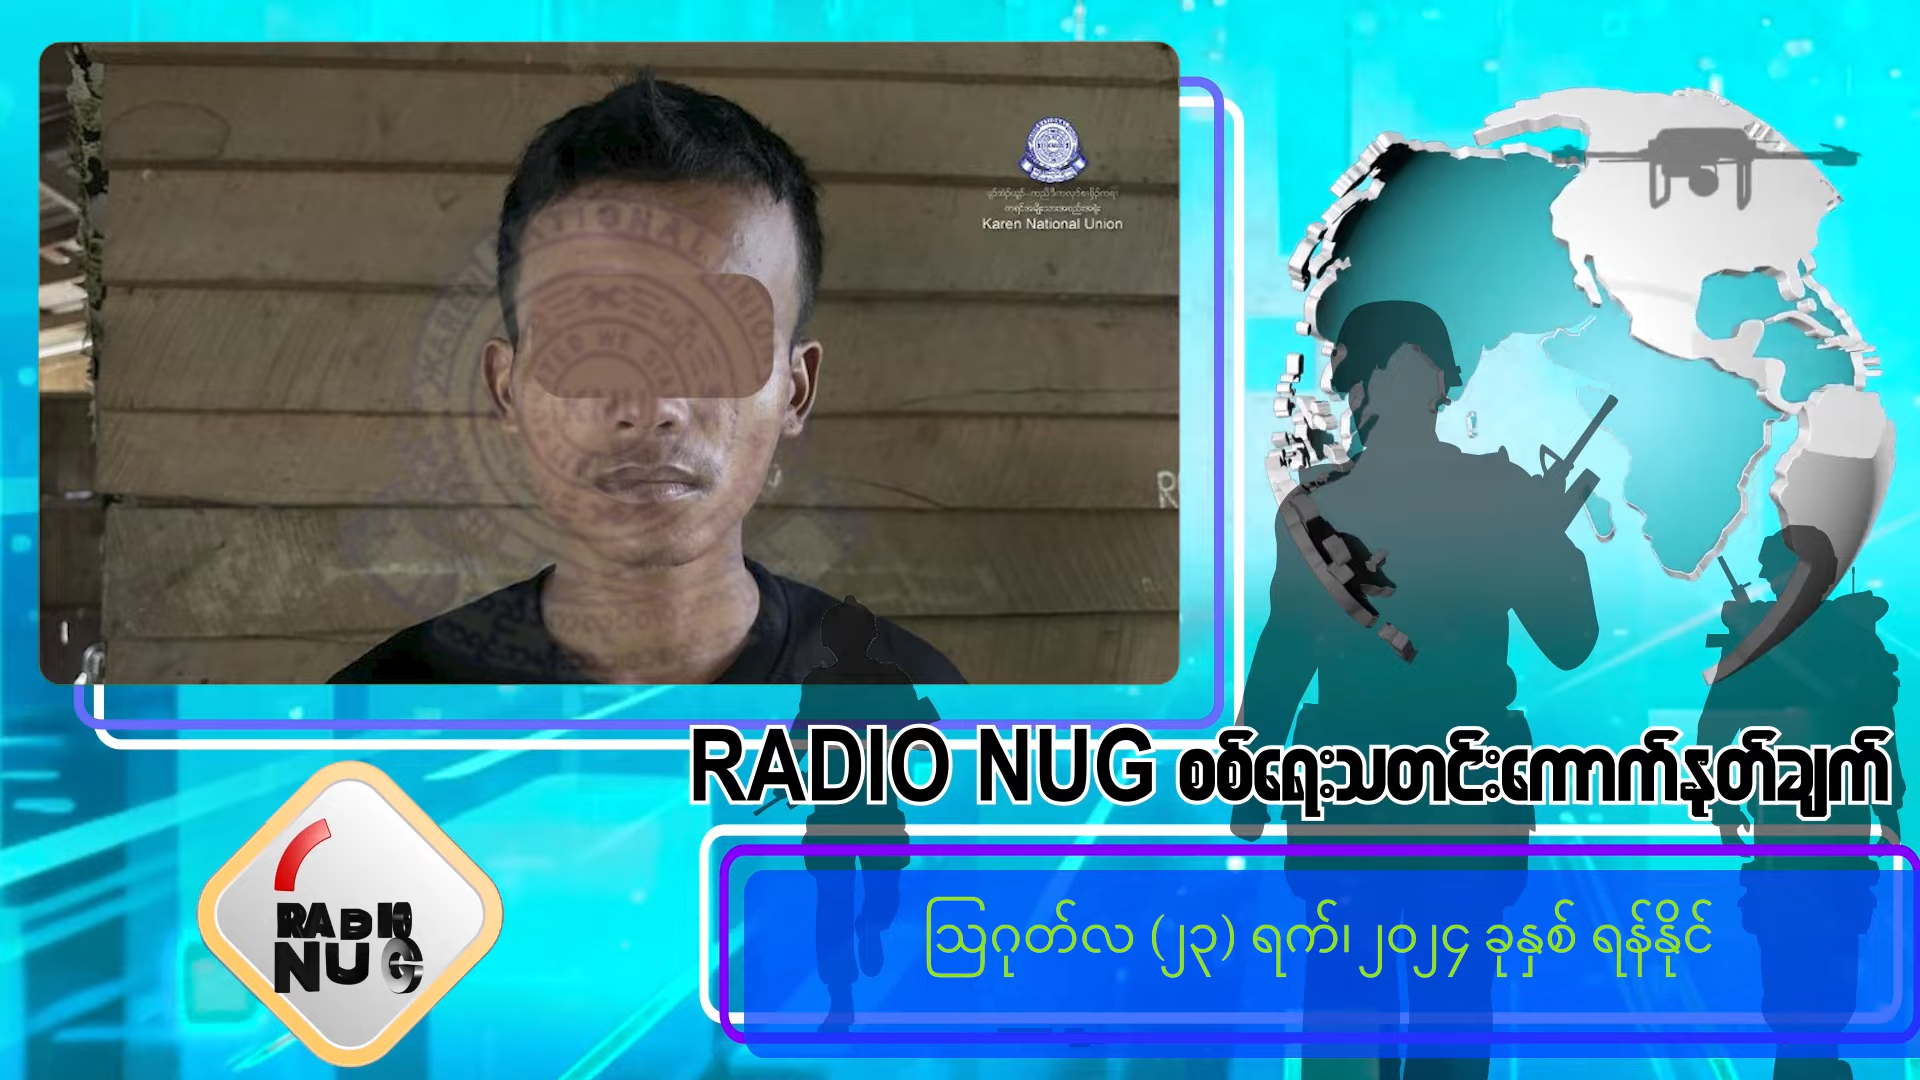 Karen National Union
RADIO NUG စစ်ရေးသတင်းကောက်နုတ်ချက်
RADIO
NUG
ဩဂုတ်လ (၂၃) ရက်၊ ၂၀၂၄ ခုနှစ် ရန်နိုင်